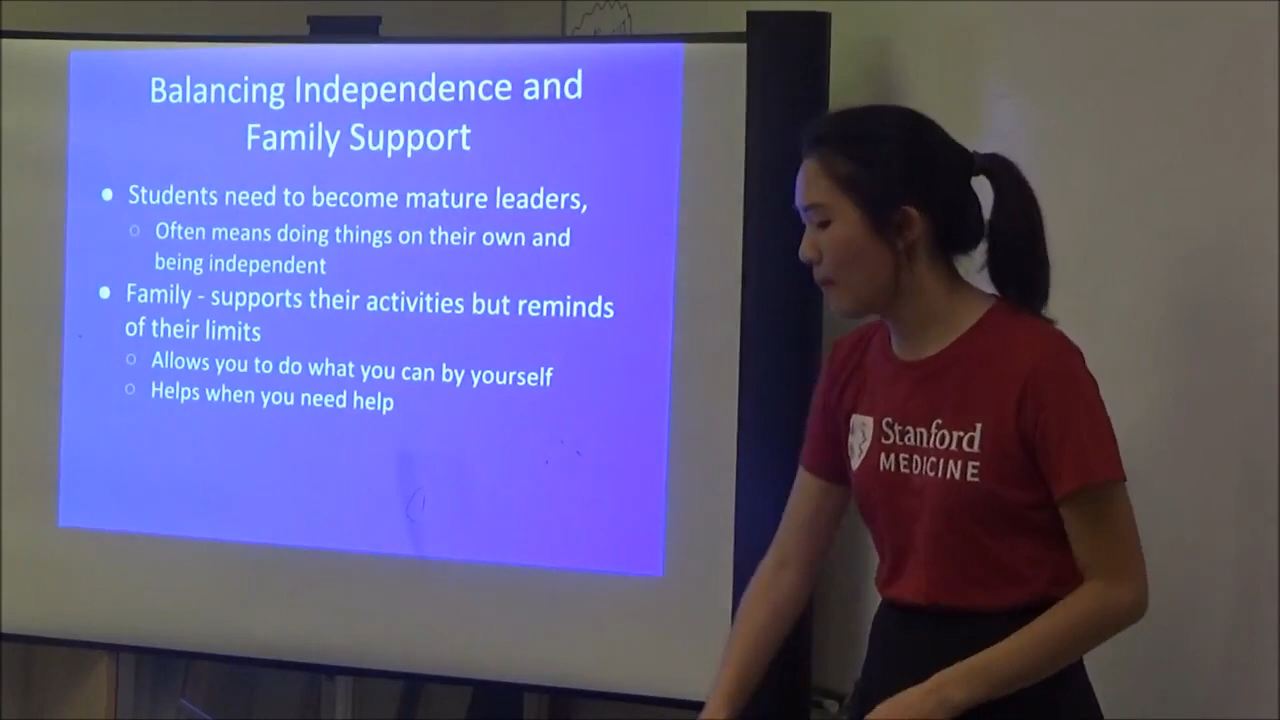 Balancing Independence and
Family Support
● Students need to become mature leaders,
○ Often means doing things on their own and
being independent
● Family - supports their activities but reminds
of their limits
○ Allows you to do what you can by yourself
○ Helps when you need help
Stanford
MEDICINE